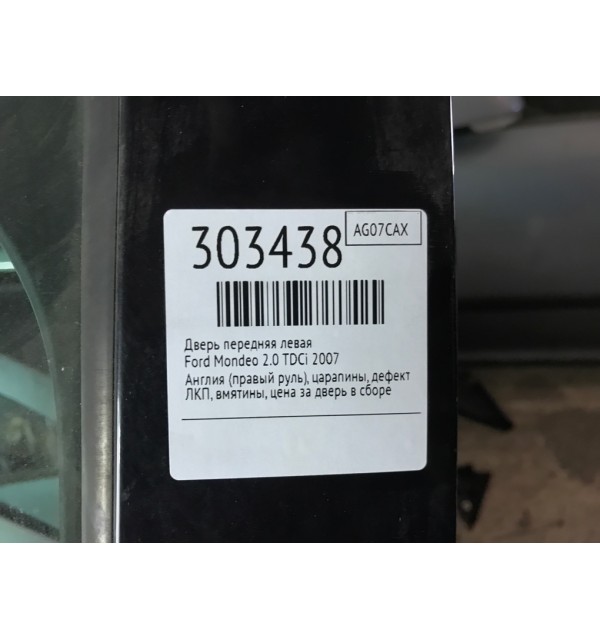 303438
AG07CAX
Дверь передняя левая
Ford Mondeo 2.0 TDCi 2007
Англия (правый руль), царапины, дефект
ЛКП, вмятины, цена за дверь в сборе